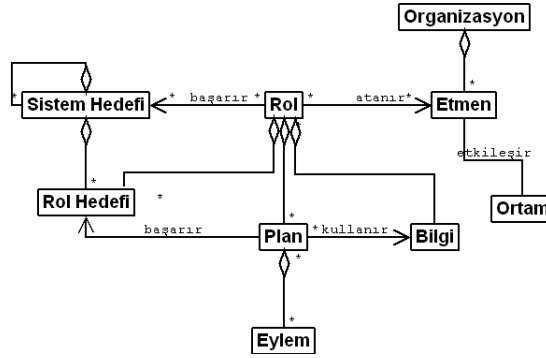 Organizasyon
*
Sistem Hedefi
* başarır *
Rol
* atanır*
Etmen
*
etkileşir
*
Rol Hedefi
*
Ortam
*
başarır
Plan
* kullanır
Bilgi
*
*
Eylem